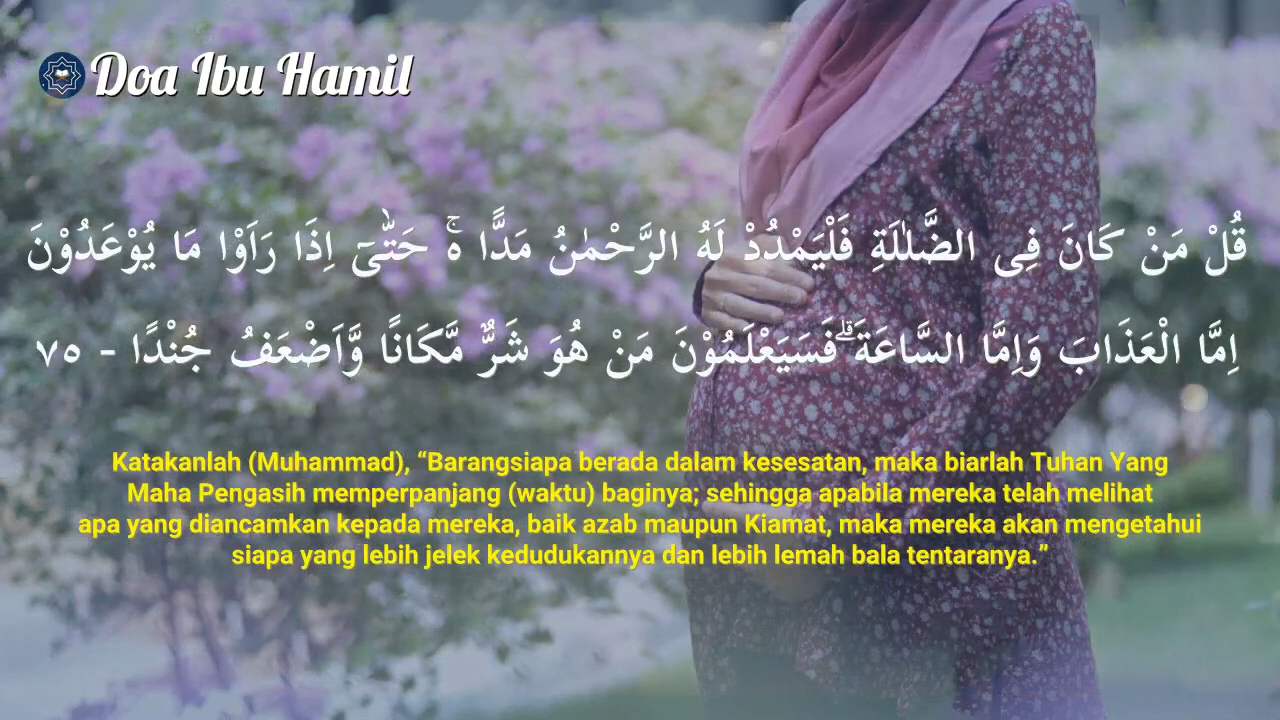 Doa Ibu Hamil
قُلْ مَنْ كَانَ فِى الضَّلٰلَةِ فَلْيَمْدُدْ لَهُ الرَّحْمٰنُ مَدًّا ەۚ حَتّٰىٓ اِذَا رَاَوْا مَا يُوْعَدُوْنَ
اِمَّا الْعَذَابَ وَاِمَّا السَّاعَةَ ۗفَسَيَعْلَمُوْنَ مَنْ هُوَ شَرٌّ مَّكَانًا وَّاَضْعَفُ جُنْدًا - ٧٥
Katakanlah (Muhammad), “Barangsiapa berada dalam kesesatan, maka biarlah Tuhan Yang
Maha Pengasih memperpanjang (waktu) baginya; sehingga apabila mereka telah melihat
apa yang diancamkan kepada mereka, baik azab maupun Kiamat, maka mereka akan mengetahui
siapa yang lebih jelek kedudukannya dan lebih lemah bala tentaranya.”